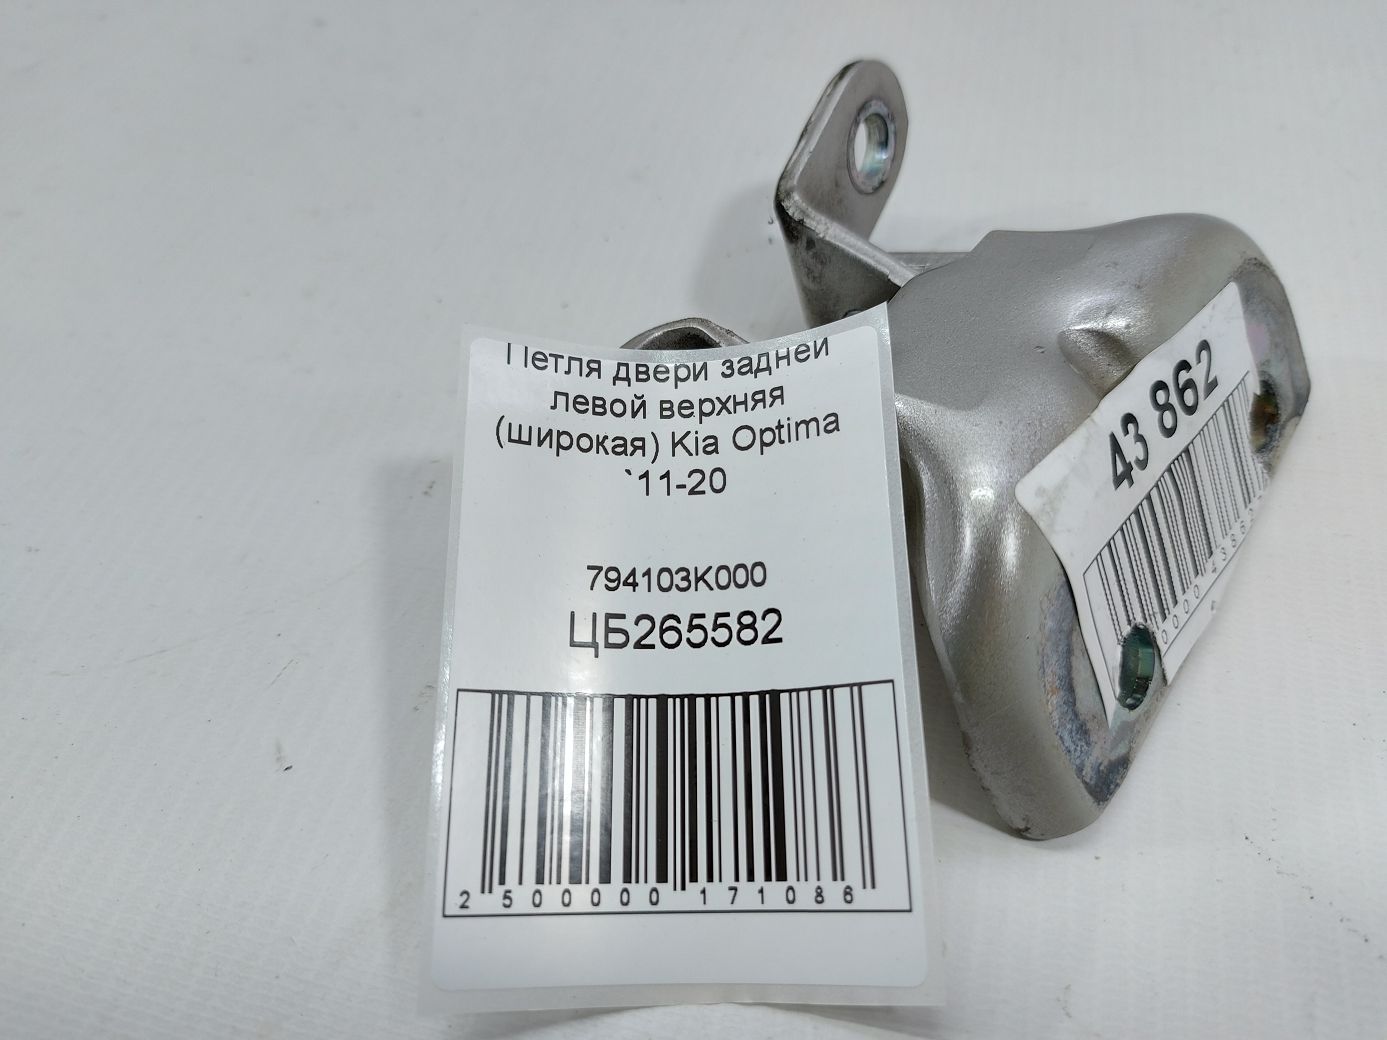 Петля двери задней
левой верхняя
(широкая) Kia Optima
`11-20
794103K000
ЦБ265582
2 500000 171086
43 862